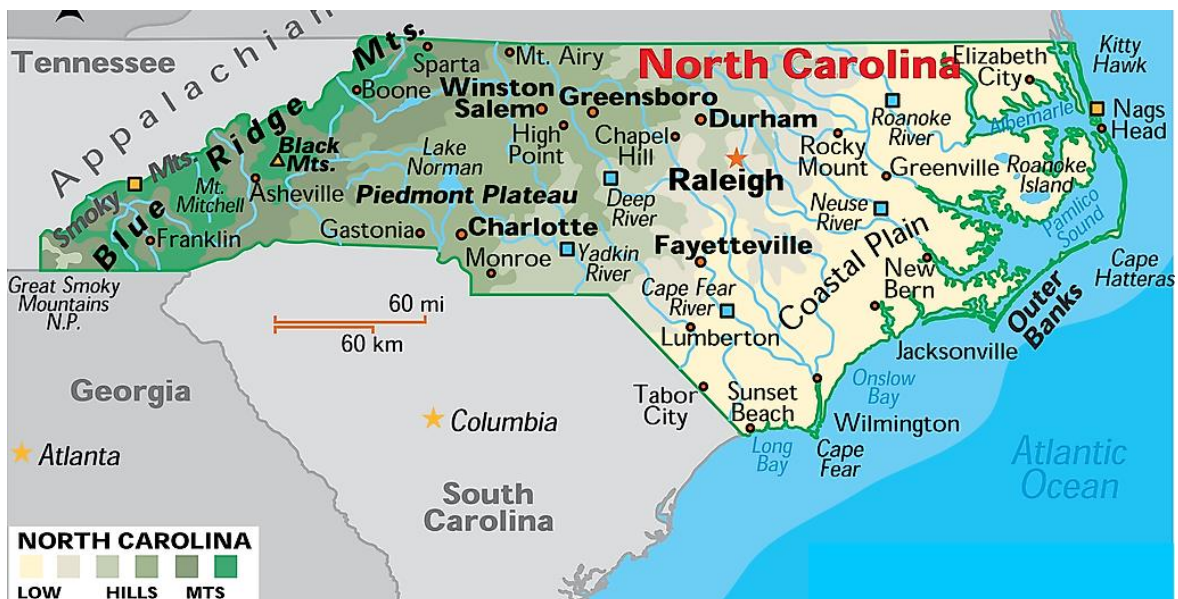 Appalachian
Tennessee
Smoky Mts.
Blue Ridge Mts.
Sparta
Boone
Mt. Airy
North Carolina
Elizabeth
City
Kitty
Hawk
Winston
Salem
Greensboro
Durham
Roanoke
River
Albemarle
Nags
Head
High
Point
Chapel
Hill
Rocky
Mount
Black
Mts.
Lake
Norman
Raleigh
Greenville
Roanoke
Island
Mt.
Mitchell
Asheville
Piedmont Plateau
Deep
River
Neuse
River
Pamlico
Sound
Franklin
Gastonia
Charlotte
Yadkin
River
Fayetteville
Coastal Plain
Monroe
New
Bern
Cape
Hatteras
Great Smoky
Mountains
N.P.
60 mi
60 km
Cape Fear
River
Outer
Banks
Lumberton
Jacksonville
Georgia
Tabor
City
Sunset
Beach
Onslow
Bay
Columbia
Wilmington
Atlanta
Long
Bay
Cape
Fear
Atlantic
Ocean
South
Carolina
NORTH CAROLINA
LOW HILLS MTS